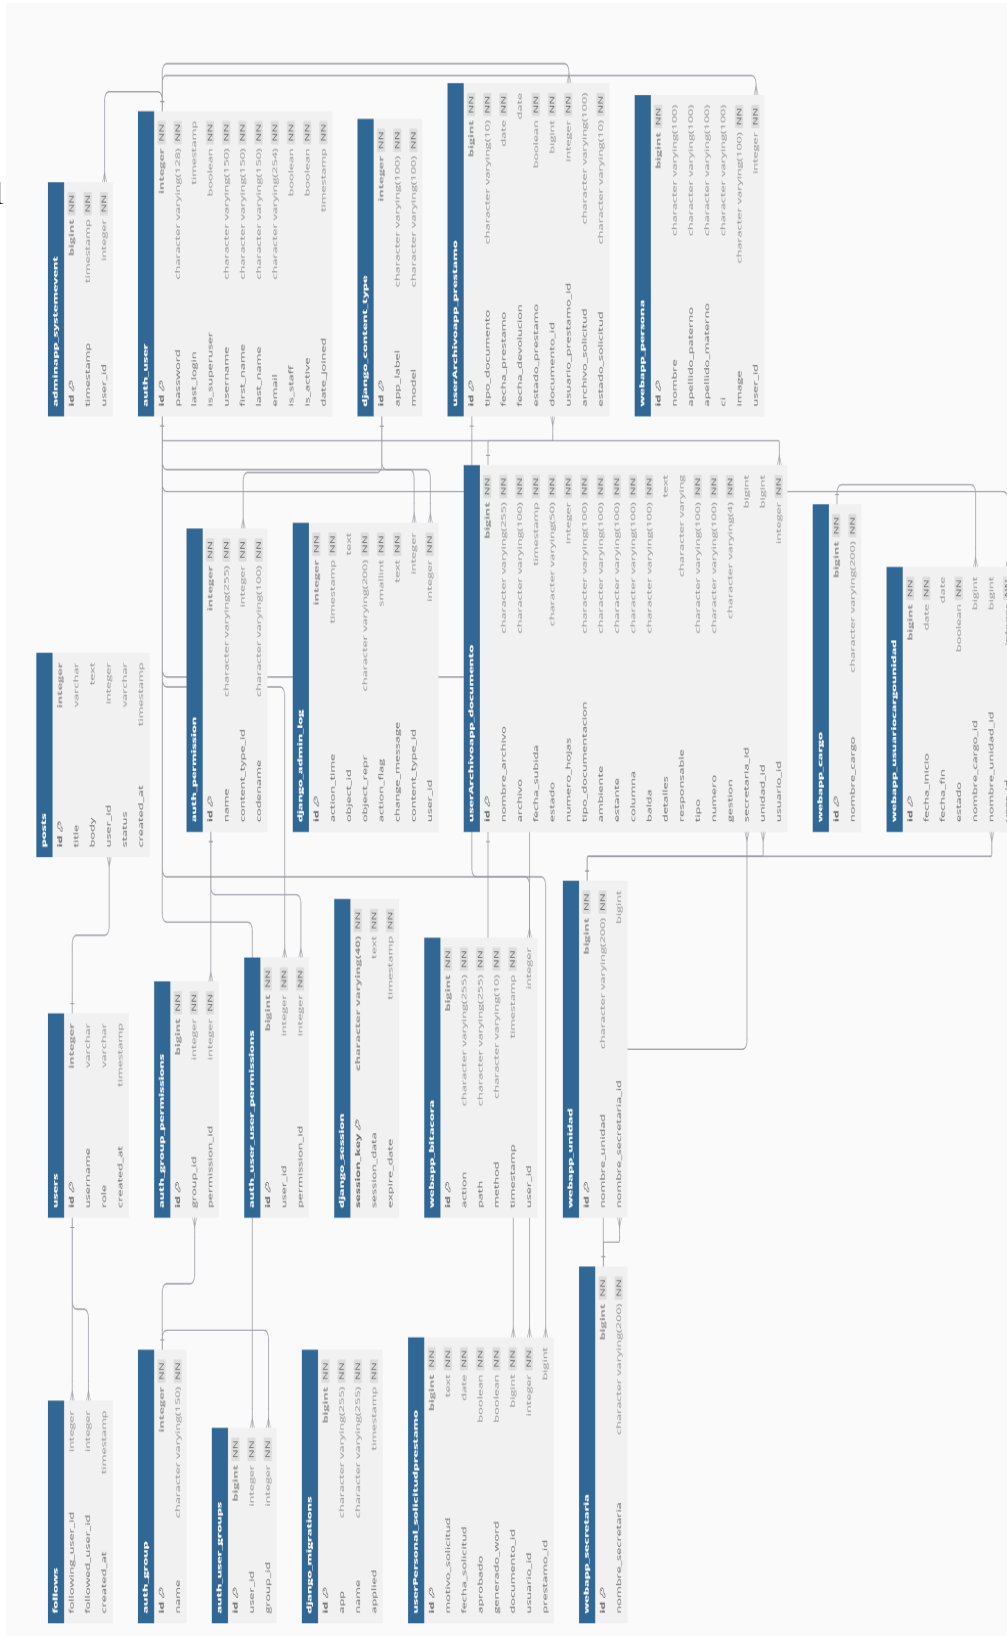 follows
id
following_user_id integer
followed_user_id integer
created_at timestamp
users
id integer
username varchar
role varchar
created_at timestamp
posts
id integer
title varchar
body text
user_id integer
status varchar
created_at timestamp
adminapp_systemevent
id bigint NN
timestamp timestamp NN
user_id integer NN
auth_group
id integer NN
name character varying(150) NN
auth_group_permissions
id bigint NN
group_id integer NN
permission_id integer NN
auth_permission
id integer NN
name character varying(255) NN
content_type_id integer NN
codename character varying(100) NN
auth_user
id integer NN
password character varying(128) NN
last_login timestamp
is_superuser boolean NN
username character varying(150) NN
first_name character varying(150) NN
last_name character varying(150) NN
email character varying(254) NN
is_staff boolean NN
is_active boolean NN
date_joined timestamp NN
auth_user_groups
id bigint NN
user_id integer NN
group_id integer NN
auth_user_user_permissions
id bigint NN
user_id integer NN
permission_id integer NN
django_admin_log
id integer NN
action_time timestamp NN
object_id text
object_repr character varying(200) NN
action_flag smallint NN
change_message text NN
content_type_id integer
user_id integer NN
django_content_type
id integer NN
app_label character varying(100) NN
model character varying(100) NN
django_migrations
id bigint NN
app character varying(255) NN
name character varying(255) NN
applied timestamp NN
django_session
session_key character varying(40) NN
session_data text NN
expire_date timestamp NN
userArchivoapp_prestamo
id bigint NN
tipo_documento character varying(10) NN
fecha_prestamo date NN
fecha_devolucion date
estado_prestamo boolean NN
documento_id bigint NN
usuario_prestamo_id integer NN
archivo_solicitud character varying(100)
estado_solicitud character varying(10) NN
userPersonal_solicitudprestamo
id bigint NN
motivo_solicitud text NN
fecha_solicitud date NN
aprobado boolean NN
generado_word boolean NN
documento_id bigint NN
usuario_id integer NN
prestamo_id bigint
webapp_bitacora
id bigint NN
action character varying(255) NN
path character varying(255) NN
method character varying(10) NN
timestamp timestamp NN
user_id integer
userArchivoapp_documento
id bigint NN
nombre_archivo character varying(255) NN
archivo character varying(100) NN
fecha_subida timestamp NN
estado character varying(50) NN
numero_hojas integer NN
tipo_documentacion character varying(100) NN
ambiente character varying(100) NN
estante character varying(100) NN
columna character varying(100) NN
balda character varying(100) NN
detalles text
responsable character varying
tipo character varying(100) NN
numero character varying(100) NN
gestion character varying(4) NN
secretaria_id bigint
unidad_id bigint
usuario_id integer NN
webapp_persona
id bigint NN
nombre character varying(100)
apellido_paterno character varying(100)
apellido_materno character varying(100)
ci character varying(100)
image character varying(100) NN
user_id integer NN
webapp_secretaria
id bigint NN
nombre_secretaria character varying(200) NN
webapp_unidad
id bigint NN
nombre_unidad character varying(200) NN
nombre_secretaria_id bigint
webapp_cargo
id bigint NN
nombre_cargo character varying(200) NN
webapp_usuariocargounidad
id bigint NN
fecha_inicio date NN
fecha_fin date
estado boolean NN
nombre_cargo_id bigint
nombre_unidad_id bigint